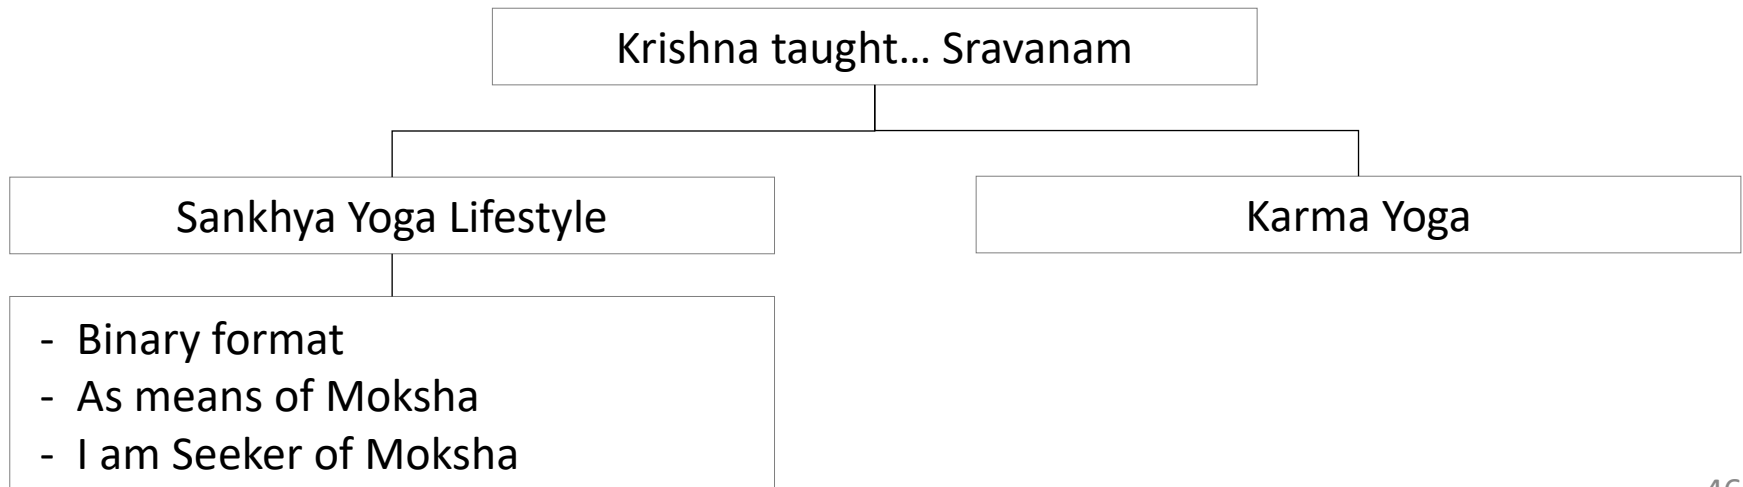 Krishna taught... Sravanam
Sankhya Yoga Lifestyle
Karma Yoga
- Binary format
- As means of Moksha
- I am Seeker of Moksha